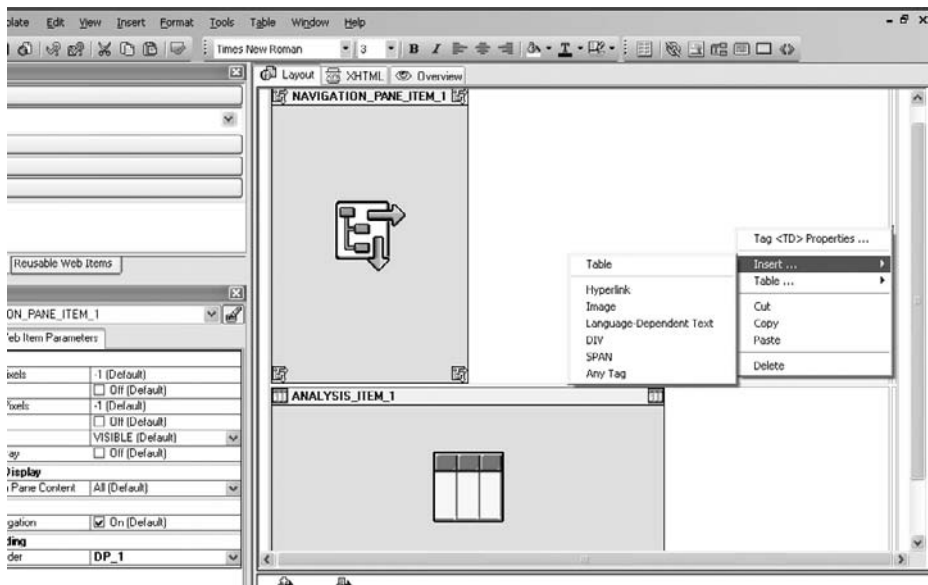 plate Edit View Insert Format Tools Table Window Help
Times New Roman 3 B I T
Layout XHTML Overview
NAVIGATION_PANE_ITEM_1
Tag <TD> Properties ...
Insert ...
Table ...
Cut
Copy
Paste
Delete
Table
Hyperlink
Image
Language-Dependent Text
DIV
SPAN
Any Tag
ANALYSIS_ITEM_1
Reusable Web Items
ON_PANE_ITEM_1
eb Item Parameters
ixels -1 (Default)
Off (Default)
Pixels -1 (Default)
Off (Default)
VISIBLE (Default)
ay Off (Default)
Display
Pane Content All (Default)
gation On (Default)
ding
der DP_1